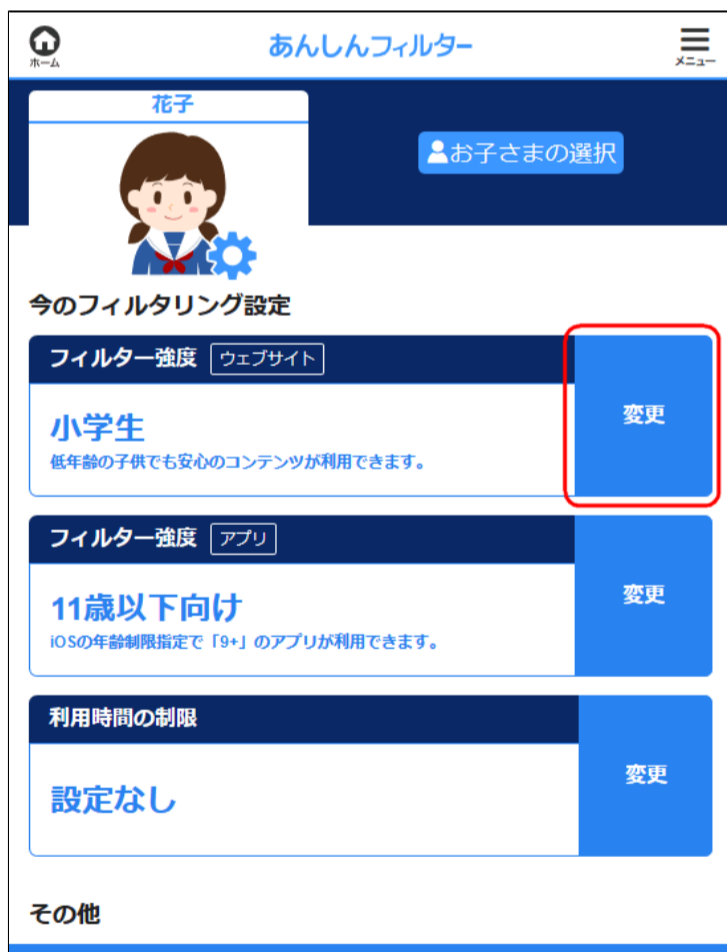 ホーム
あんしんフィルター
メニュー
花子
お子さまの選択
今のフィルタリング設定
フィルター強度 ウェブサイト
変更
小学生
低年齢の子供でも安心のコンテンツが利用できます。
フィルター強度 アプリ
変更
11歳以下向け
iOSの年齢制限指定で「9+」のアプリが利用できます。
利用時間の制限
変更
設定なし
その他